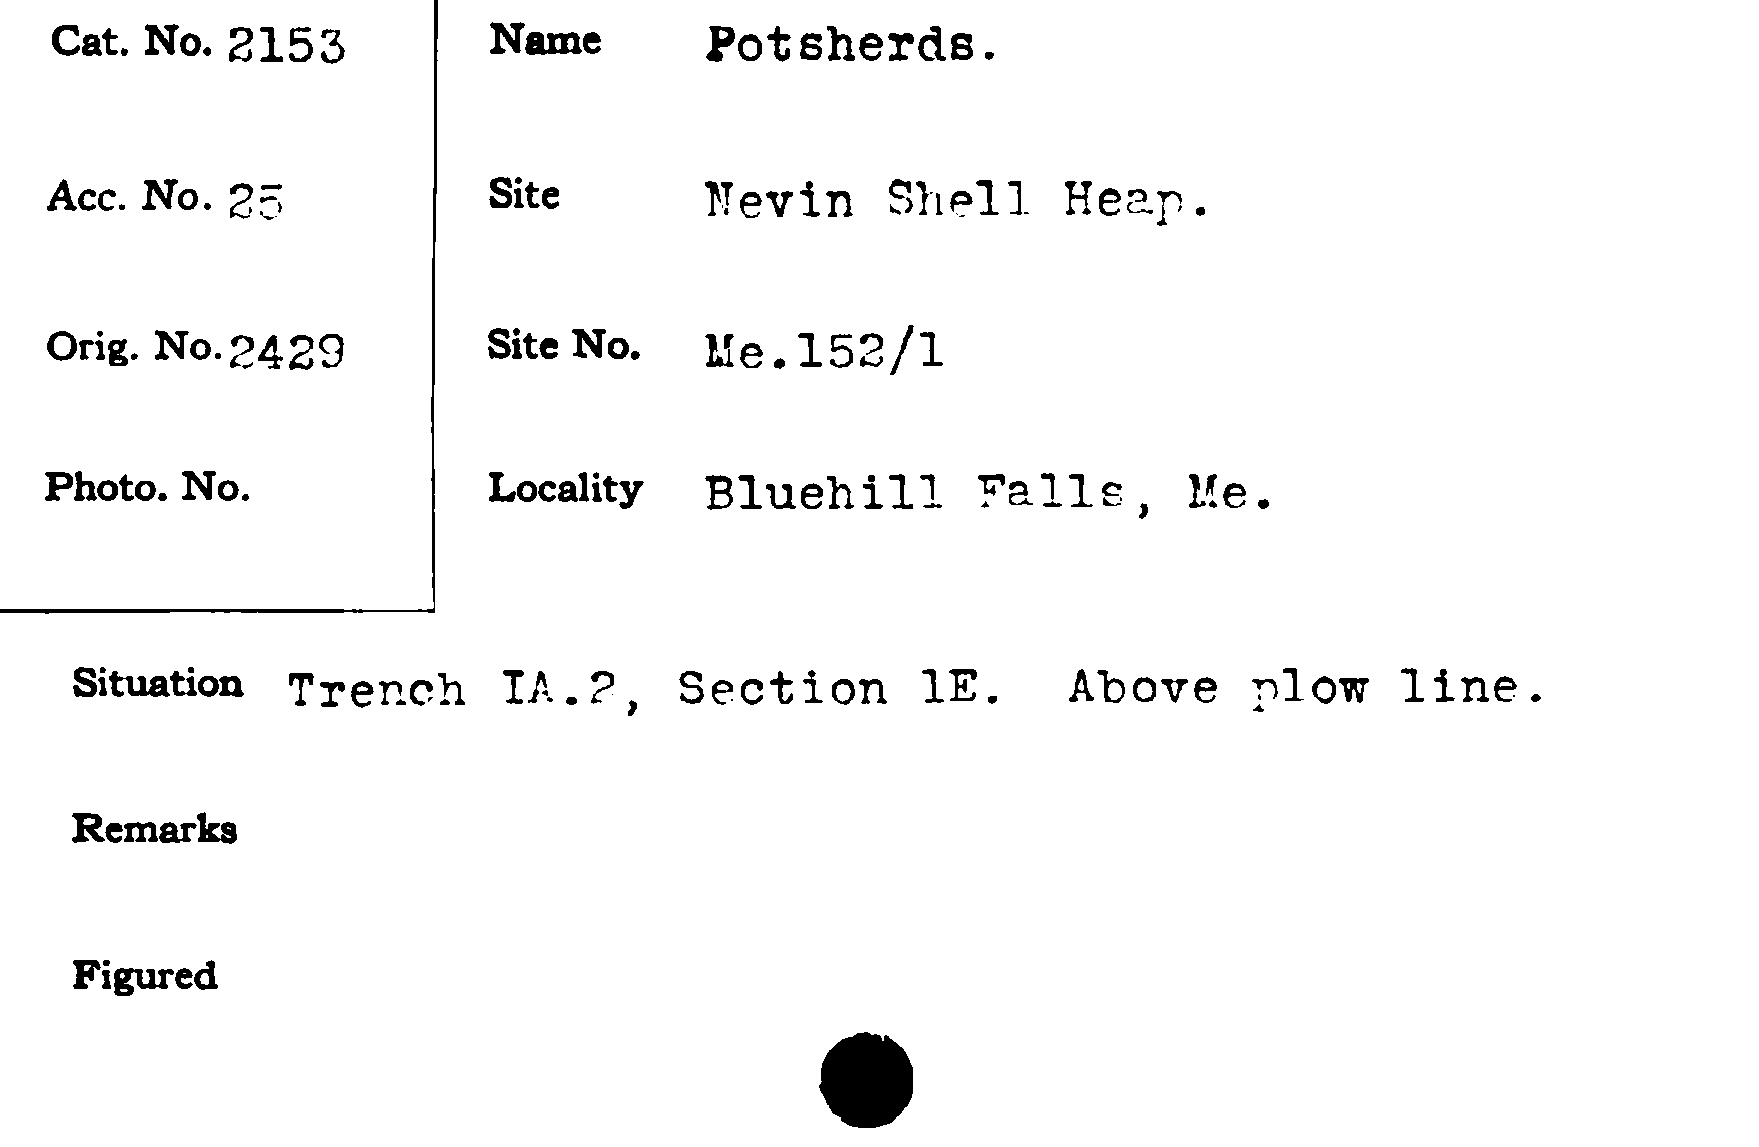 Cat. No. 2153
Name Potsherds.
Acc. No. 25
Site Nevin Shell Heap.
Orig. No. 2429
Site No. Me.152/1
Photo. No.
Locality Bluehill Falls, Me.
Situation Trench IA.2, Section 1E. Above plow line.
Remarks
Figured